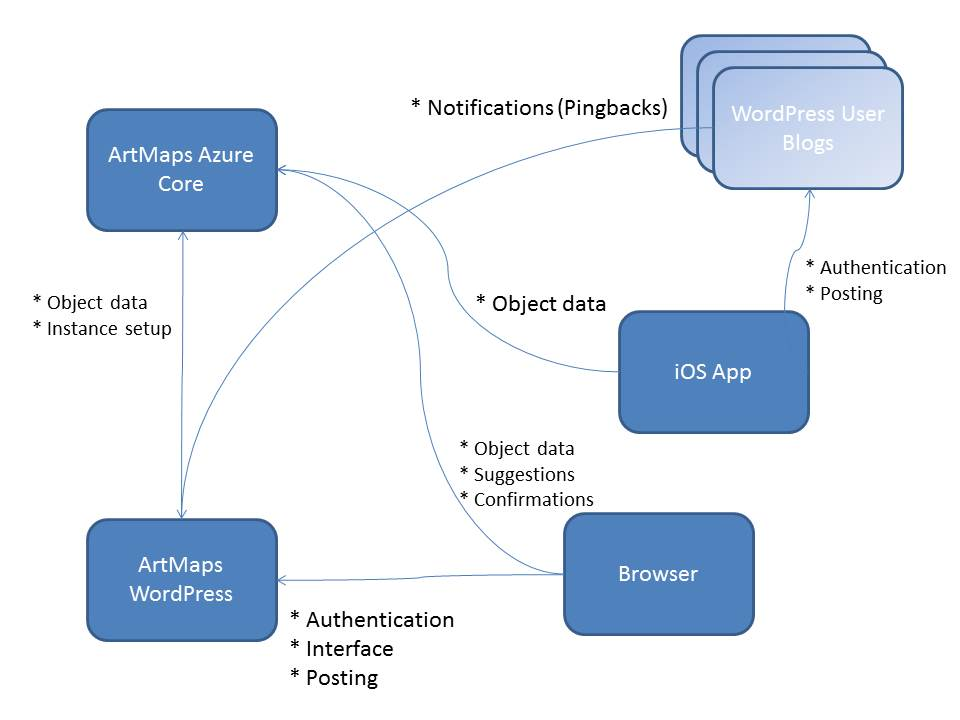 * Notifications (Pingbacks)
WordPress User
Blogs
ArtMaps Azure
Core
* Authentication
* Posting
* Object data
* Instance setup
* Object data
iOS App
* Object data
* Suggestions
* Confirmations
ArtMaps
WordPress
Browser
* Authentication
* Interface
* Posting